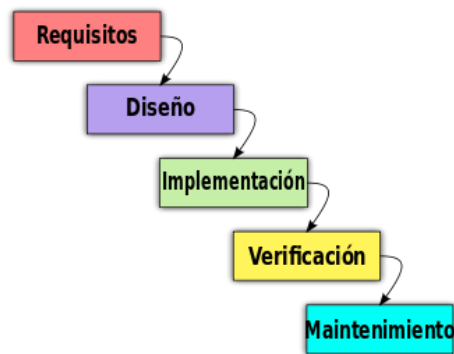 Requisitos
Diseño
Implementación
Verificación
Maintenimiento